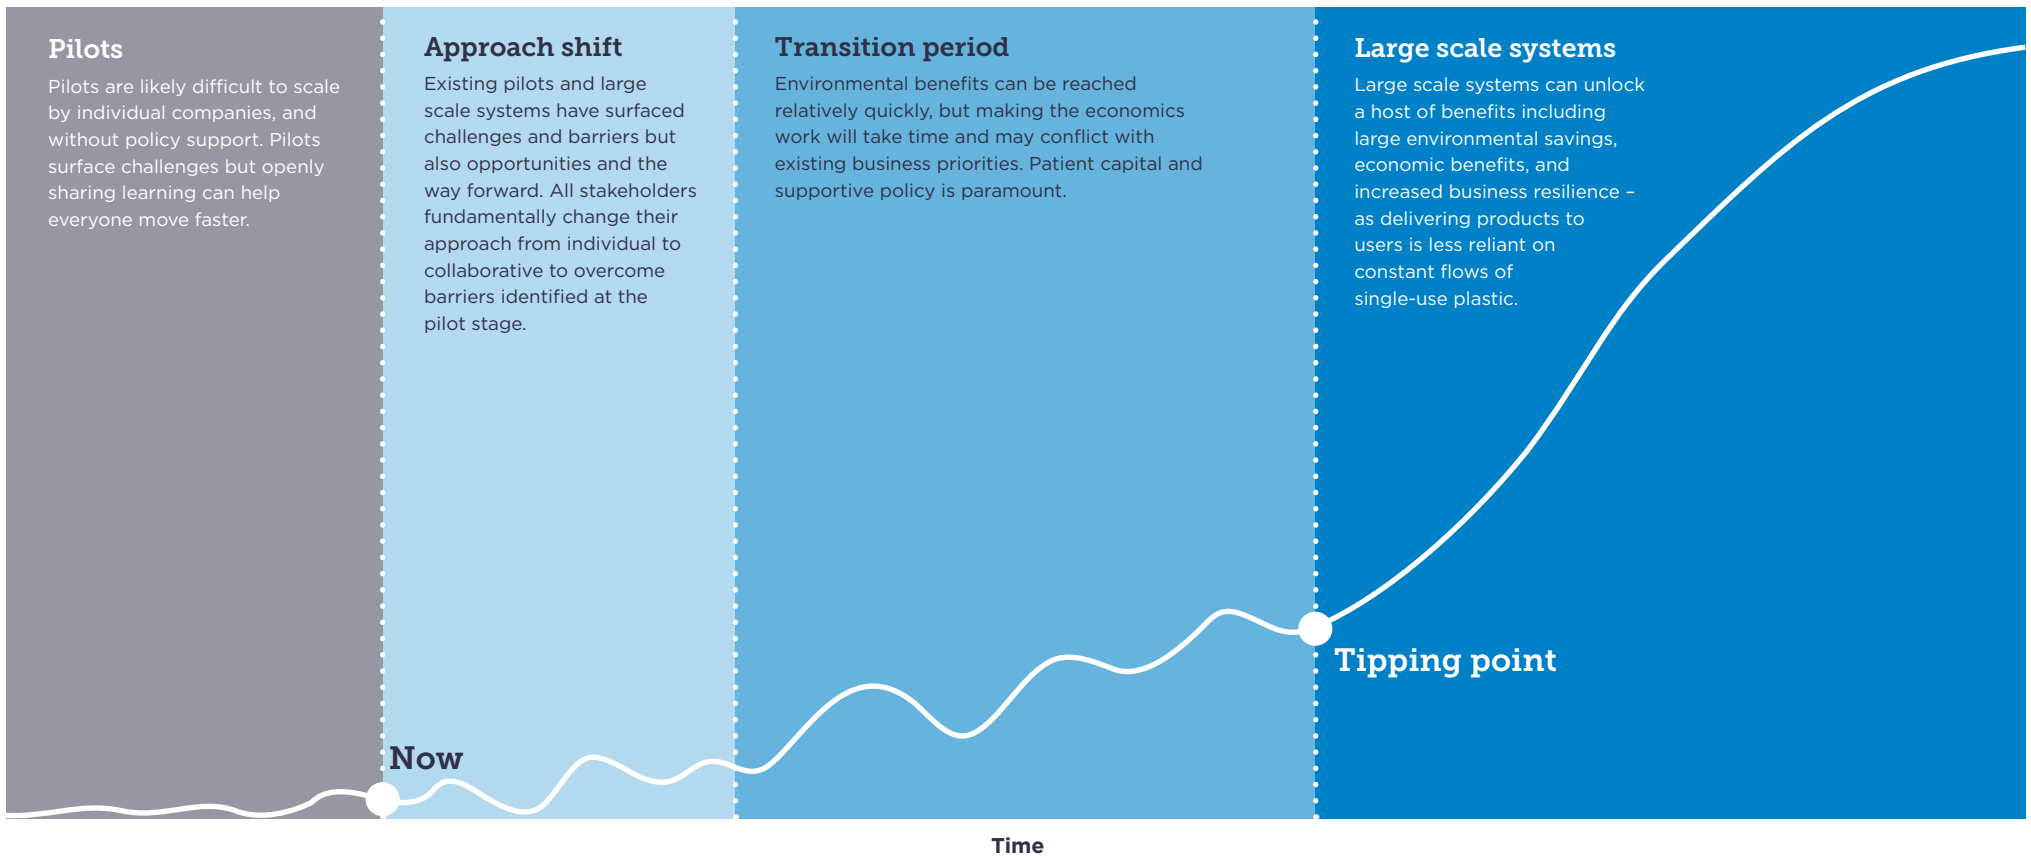 Pilots
Pilots are likely difficult to scale
by individual companies, and
without policy support. Pilots
surface challenges but openly
sharing learning can help
everyone move faster.
Approach shift
Existing pilots and large
scale systems have surfaced
challenges and barriers but
also opportunities and the
way forward. All stakeholders
fundamentally change their
approach from individual to
collaborative to overcome
barriers identified at the
pilot stage.
Transition period
Environmental benefits can be reached
relatively quickly, but making the economics
work will take time and may conflict with
existing business priorities. Patient capital and
supportive policy is paramount.
Large scale systems
Large scale systems can unlock
a host of benefits including
large environmental savings,
economic benefits, and
increased business resilience –
as delivering products to
users is less reliant on
constant flows of
single-use plastic.
Tipping point
Now
Time